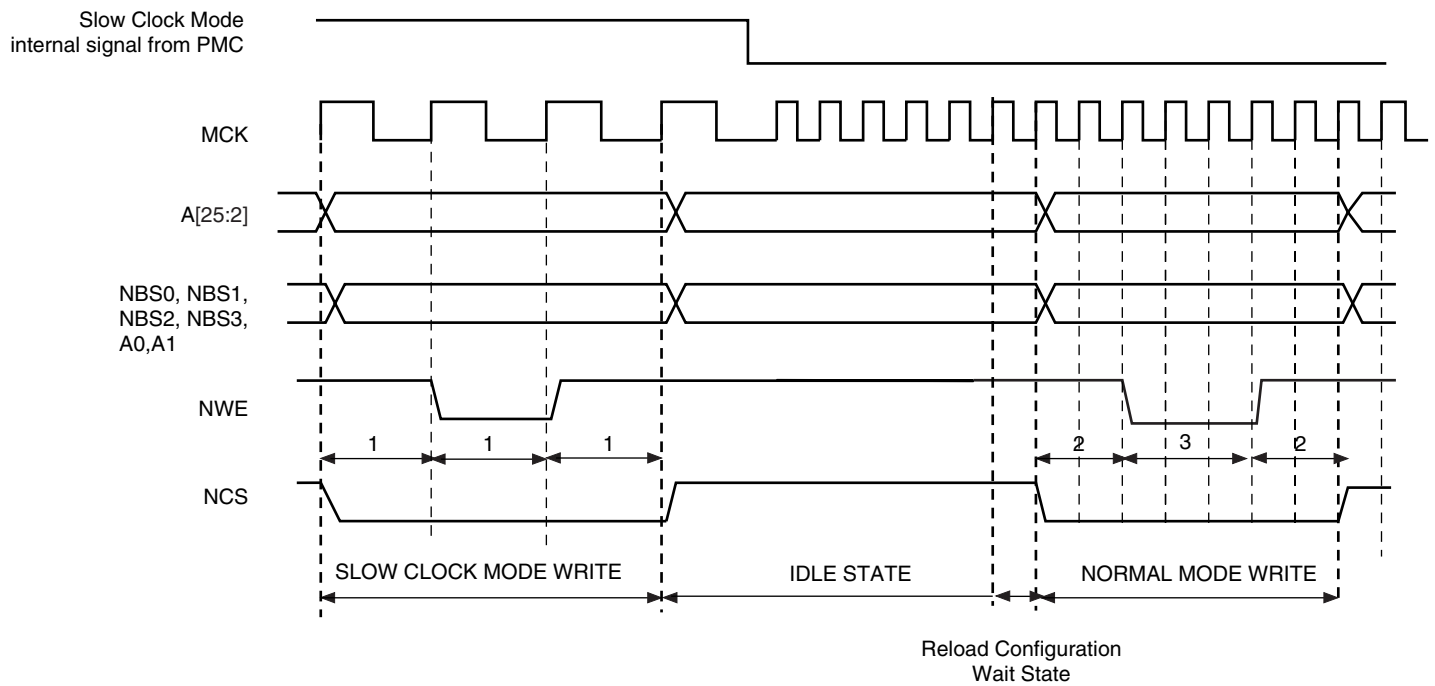 Slow Clock Mode
internal signal from PMC
MCK
A[25:2]
NBS0, NBS1,
NBS2, NBS3,
A0,A1
NWE
1 1 1 2 3 2
NCS
SLOW CLOCK MODE WRITE IDLE STATE NORMAL MODE WRITE
Reload Configuration
Wait State